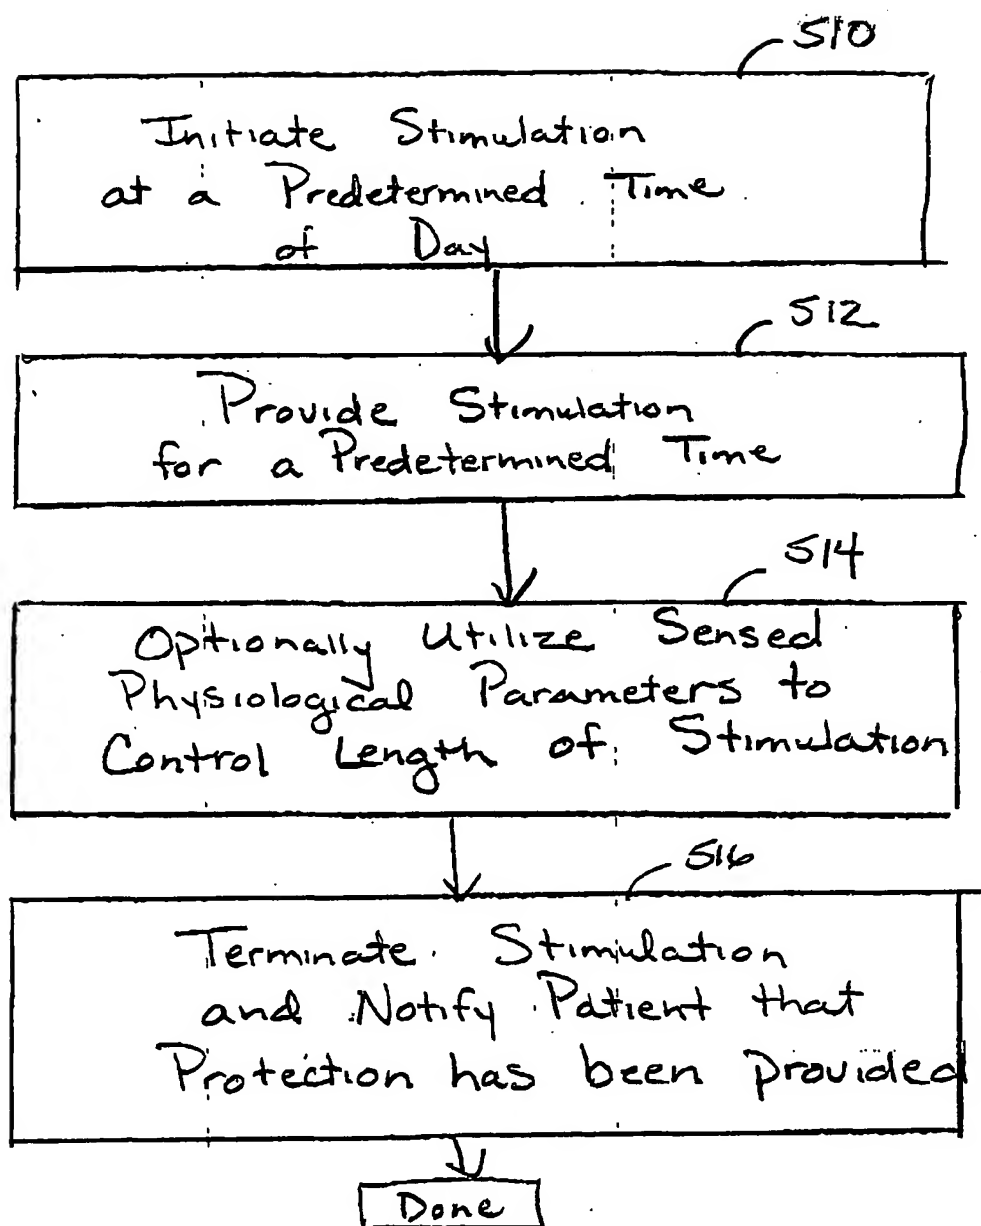 510
Initiate Stimulation
at a Predetermined Time
of Day
512
Provide Stimulation
for a Predetermined Time
514
Optionally Utilize Sensed
Physiological Parameters to
Control Length of Stimulation
516
Terminate Stimulation
and Notify Patient that
Protection has been provided
Done